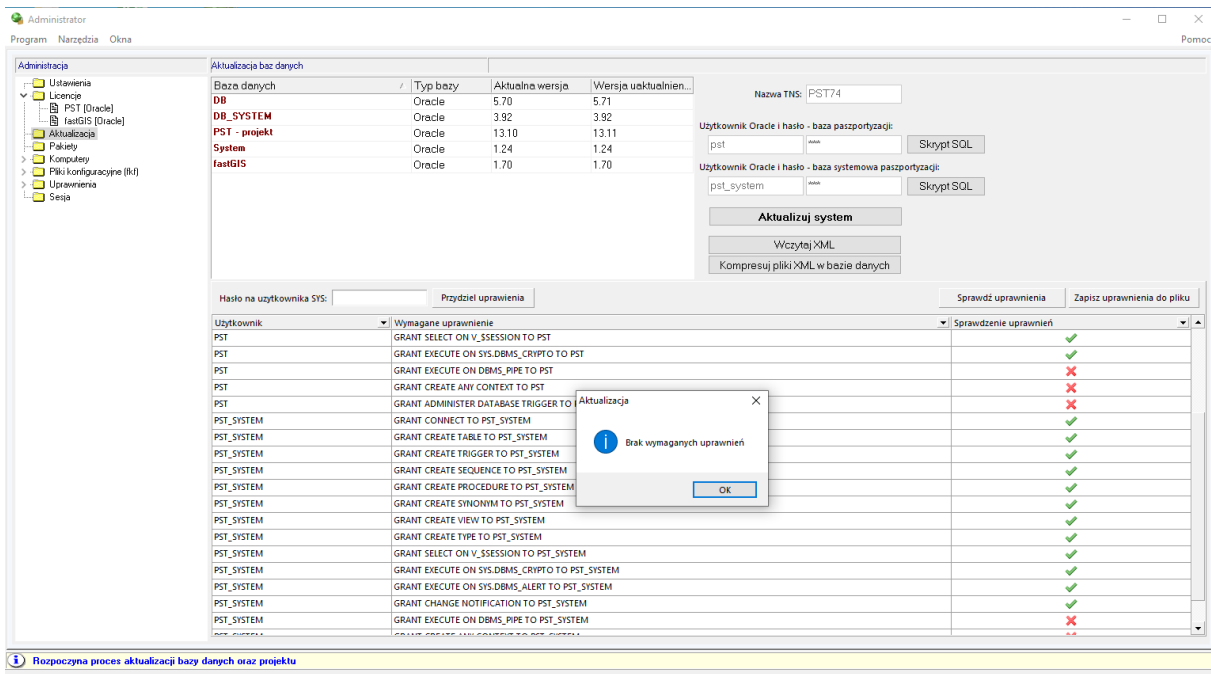 Administrator
Program Narzędzia Okna Pomoc
Administracja
Ustawienia
Licencje
PST [Oracle]
fastGIS [Oracle]
Aktualizacja
Pakiety
Komputery
Pliki konfiguracyjne (fkf)
Uprawnienia
Sesja
Aktualizacja baz danych
Baza danych / Typ bazy Aktualna wersja Wersja uaktualnien...
DB Oracle 5.70 5.71
DB_SYSTEM Oracle 3.92 3.92
PST - projekt Oracle 13.10 13.11
System Oracle 1.24 1.24
fastGIS Oracle 1.70 1.70
Nazwa TNS: PST74
Użytkownik Oracle i hasło - baza paszportyzacji:
pst **** Skrypt SQL
Użytkownik Oracle i hasło - baza systemowa paszportyzacji:
pst_system **** Skrypt SQL
Aktualizuj system
Wczytaj XML
Kompresuj pliki XML w bazie danych
Hasło na uzytkownika SYS: Przydziel uprawienia Sprawdź uprawnienia Zapisz uprawnienia do pliku
Użytkownik Wymagane uprawnienie Sprawdzenie uprawnień
PST GRANT SELECT ON V_$SESSION TO PST
PST GRANT EXECUTE ON SYS.DBMS_CRYPTO TO PST
PST GRANT EXECUTE ON DBMS_PIPE TO PST
PST GRANT CREATE ANY CONTEXT TO PST
PST GRANT ADMINISTER DATABASE TRIGGER TO
PST_SYSTEM GRANT CONNECT TO PST_SYSTEM
PST_SYSTEM GRANT CREATE TABLE TO PST_SYSTEM
PST_SYSTEM GRANT CREATE TRIGGER TO PST_SYSTEM
PST_SYSTEM GRANT CREATE SEQUENCE TO PST_SYSTEM
PST_SYSTEM GRANT CREATE PROCEDURE TO PST_SYSTEM
PST_SYSTEM GRANT CREATE SYNONYM TO PST_SYSTEM
PST_SYSTEM GRANT CREATE VIEW TO PST_SYSTEM
PST_SYSTEM GRANT CREATE TYPE TO PST_SYSTEM
PST_SYSTEM GRANT SELECT ON V_$SESSION TO PST_SYSTEM
PST_SYSTEM GRANT EXECUTE ON SYS.DBMS_CRYPTO TO PST_SYSTEM
PST_SYSTEM GRANT EXECUTE ON SYS.DBMS_ALERT TO PST_SYSTEM
PST_SYSTEM GRANT CHANGE NOTIFICATION TO PST_SYSTEM
PST_SYSTEM GRANT EXECUTE ON DBMS_PIPE TO PST_SYSTEM
PST_SYSTEM GRANT CREATE ANY CONTEXT TO PST_SYSTEM
Aktualizacja
Brak wymaganych uprawnień
OK
Rozpoczyna proces aktualizacji bazy danych oraz projektu